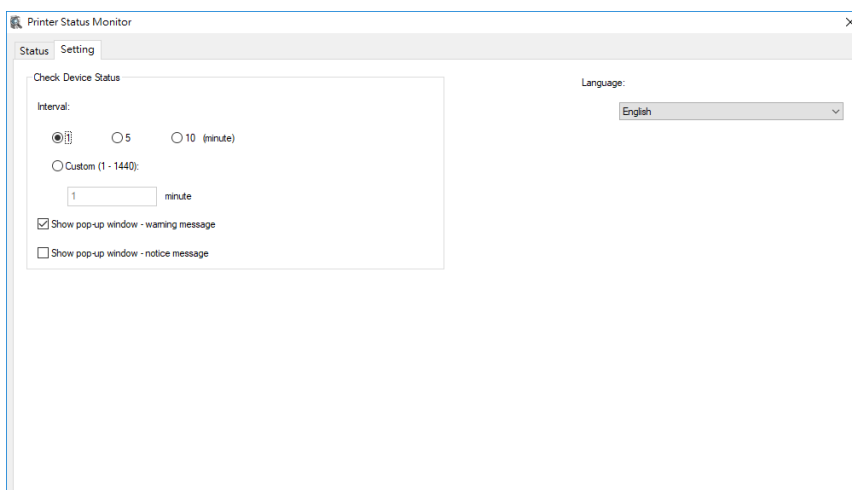 Printer Status Monitor
Status Setting
Check Device Status
Interval:
1 5 10 (minute)
Custom (1 - 1440):
1 minute
Show pop-up window - warning message
Show pop-up window - notice message
Language:
English